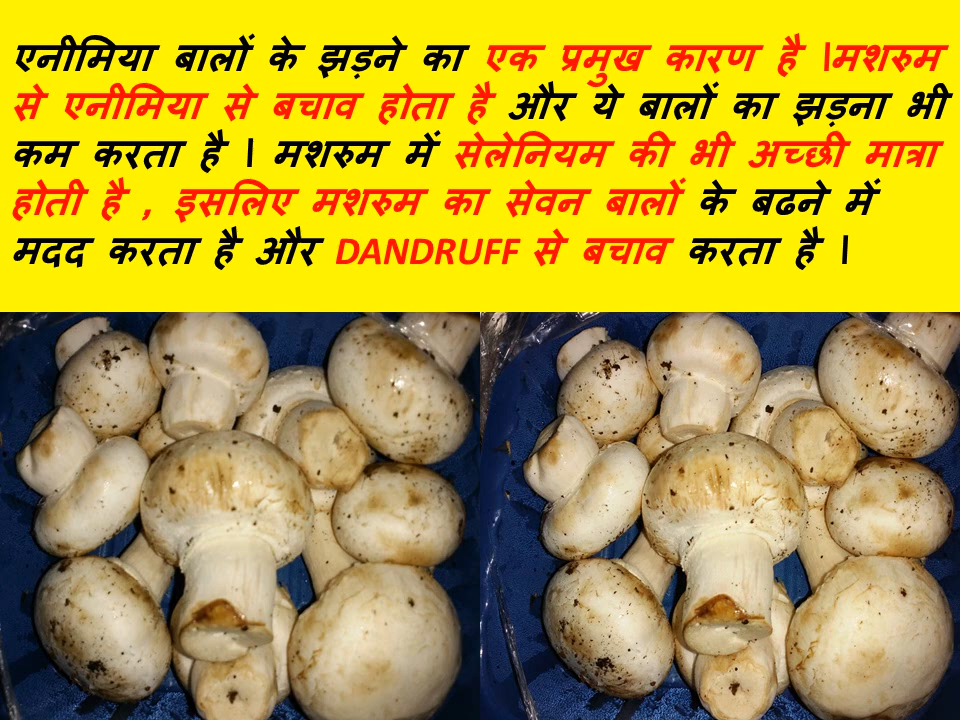 एनीमिया बालों के झड़ने का एक प्रमुख कारण है |मशरुम
से एनीमिया से बचाव होता है और ये बालों का झड़ना भी
कम करता है | मशरुम में सेलेनियम की भी अच्छी मात्रा
होती है , इसलिए मशरुम का सेवन बालों के बढने में
मदद करता है और DANDRUFF से बचाव करता है |